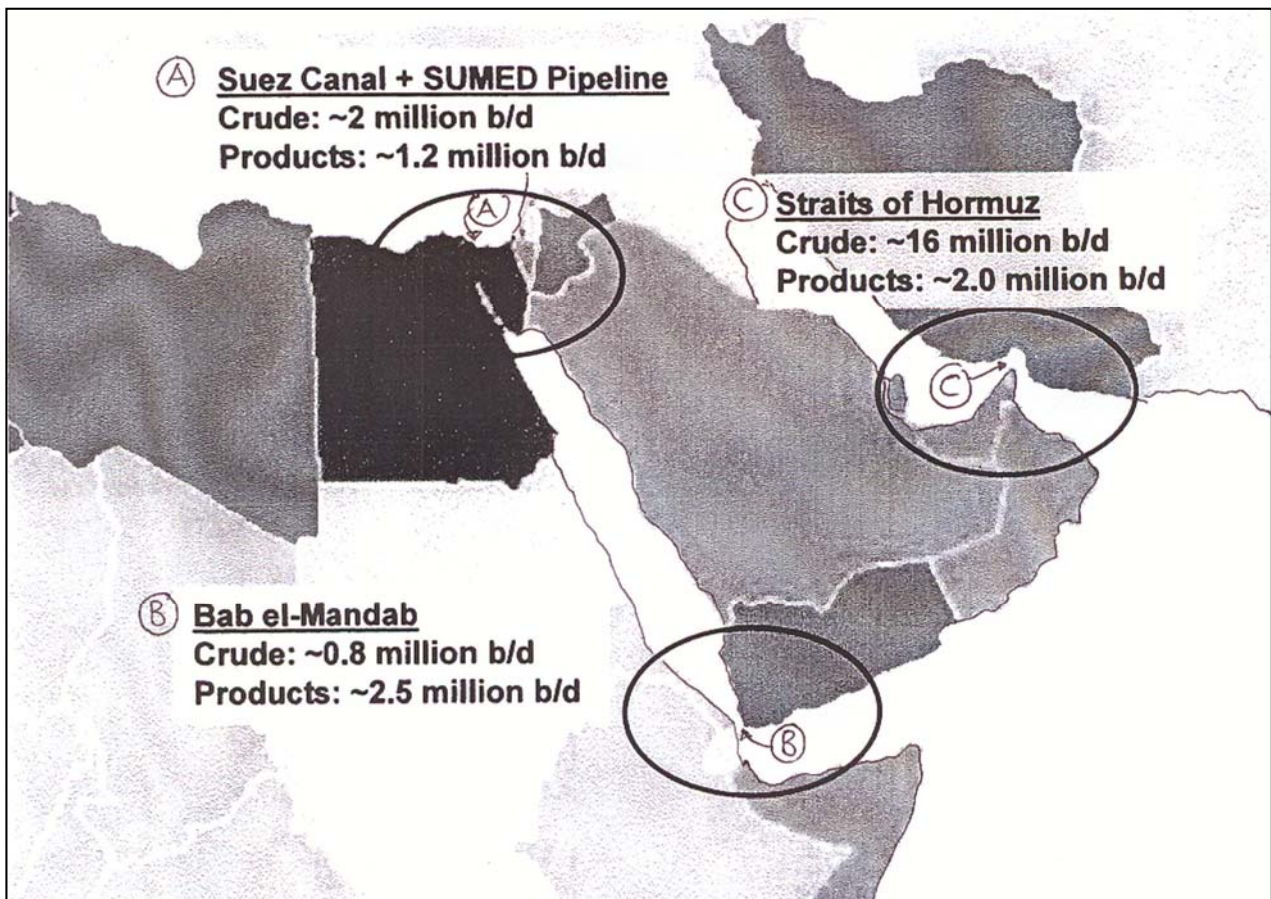 A Suez Canal + SUMED Pipeline
Crude: ~2 million b/d
Products: ~1.2 million b/d
A
C Straits of Hormuz
Crude: ~16 million b/d
Products: ~2.0 million b/d
C
B Bab el-Mandab
Crude: ~0.8 million b/d
Products: ~2.5 million b/d
B